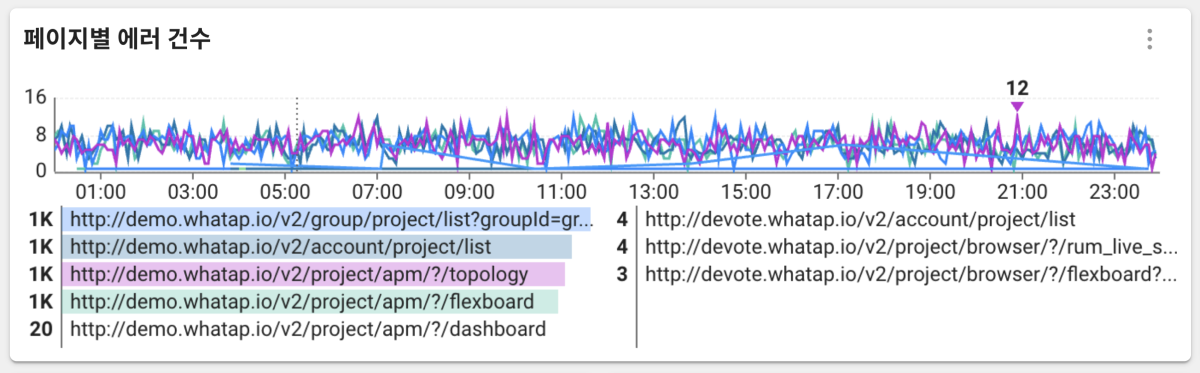 페이지별 에러 건수
12
16
8
0
01:00 03:00 05:00 07:00 09:00 11:00 13:00 15:00 17:00 19:00 21:00 23:00
1K http://demo.whatap.io/v2/group/project/list?groupId=gr...
1K http://demo.whatap.io/v2/account/project/list
1K http://demo.whatap.io/v2/project/apm/?/topology
1K http://demo.whatap.io/v2/project/apm/?/flexboard
20 http://demo.whatap.io/v2/project/apm/?/dashboard
4 http://devote.whatap.io/v2/account/project/list
4 http://devote.whatap.io/v2/project/browser/?/rum_live_s...
3 http://devote.whatap.io/v2/project/browser/?/flexboard?...